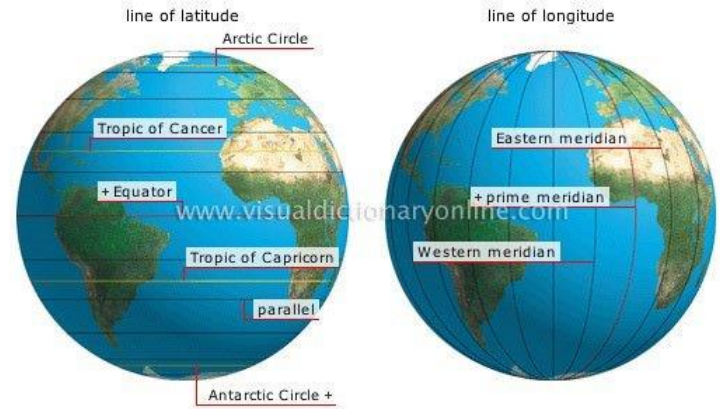 line of latitude
Arctic Circle
Tropic of Cancer
+ Equator
Tropic of Capricorn
parallel
Antarctic Circle +
line of longitude
Eastern meridian
+ prime meridian
Western meridian
www.visualdictionaryonline.com